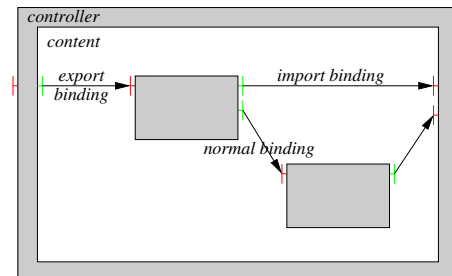 controller
content
export
binding
import binding
normal binding